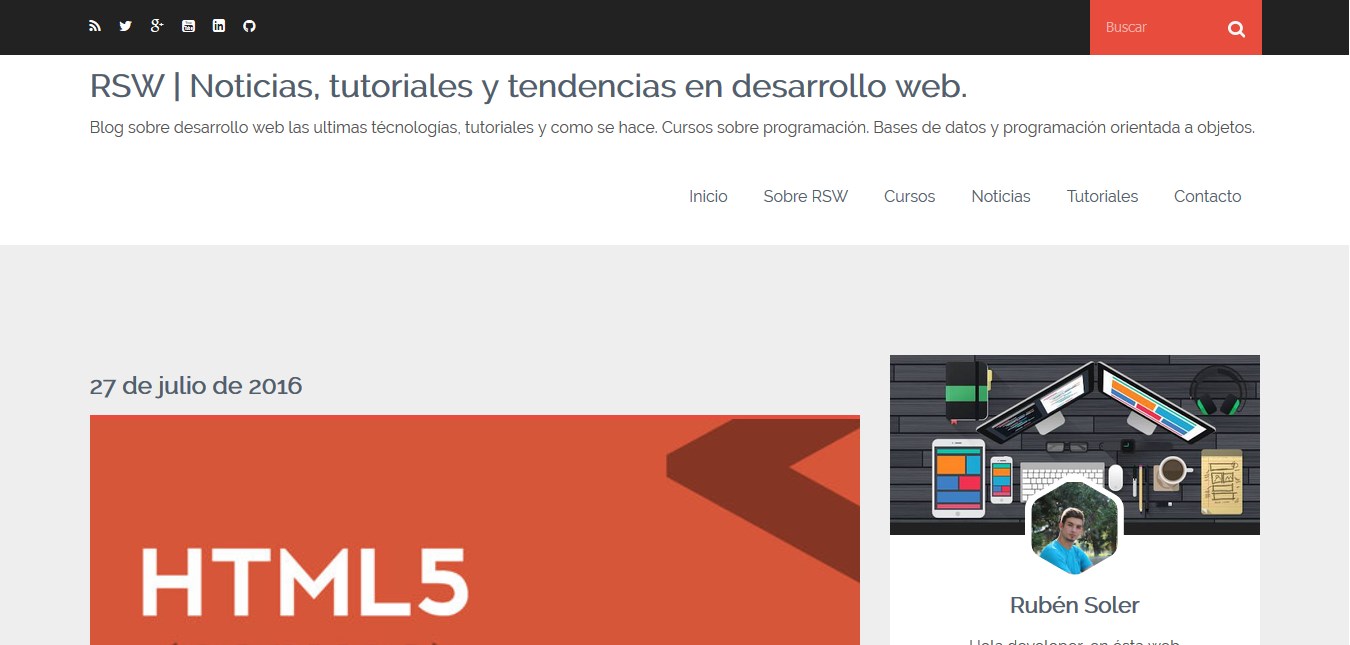 Buscar
RSW | Noticias, tutoriales y tendencias en desarrollo web.
Blog sobre desarrollo web las ultimas técnologías, tutoriales y como se hace. Cursos sobre programación. Bases de datos y programación orientada a objetos.
Inicio Sobre RSW Cursos Noticias Tutoriales Contacto
27 de julio de 2016
HTML5
Rubén Soler
Hola developer, en ésta web